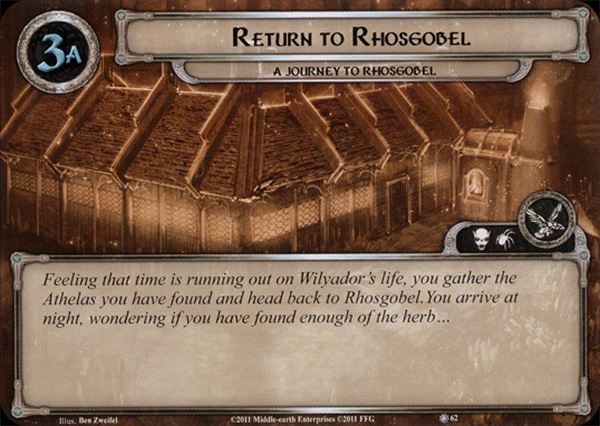 3A
Return to Rhosgobel
A Journey to Rhosgobel
Feeling that time is running out on Wilyador's life, you gather the
Athelas you have found and head back to Rhosgobel.You arrive at
night, wondering if you have found enough of the herb…
Illus. Ben Zweifel
©2011 Middle-earth Enterprises ©2011 FFG
62